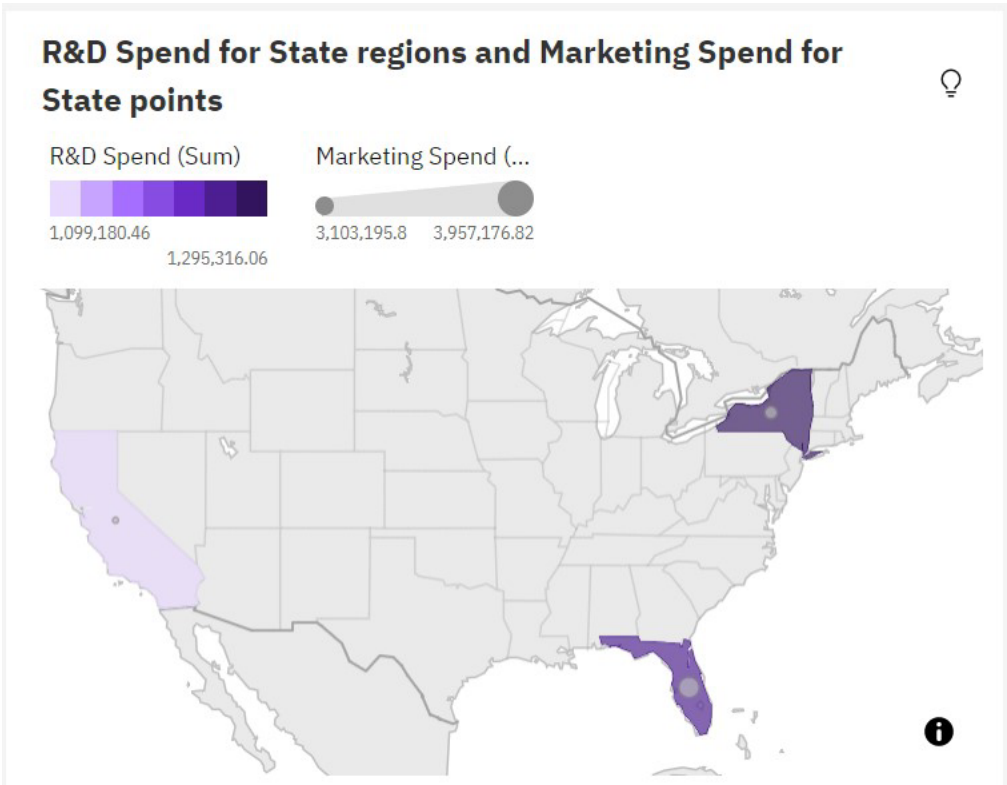 R&D Spend for State regions and Marketing Spend for
State points
R&D Spend (Sum)
Marketing Spend (...
1,099,180.46
1,295,316.06
3,103,195.8
3,957,176.82